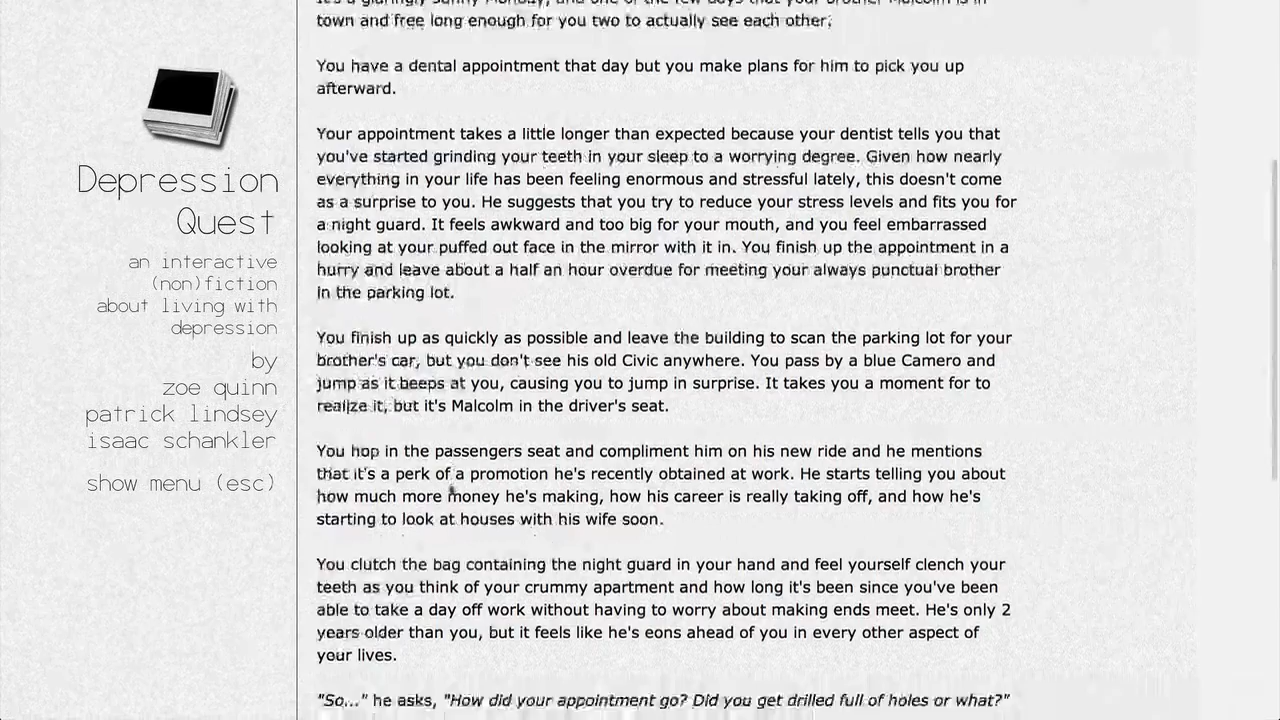 It's a glaringly sunny Monday, and one of the few days that your brother Malcolm is in
town and free long enough for you two to actually see each other.
You have a dental appointment that day but you make plans for him to pick you up
afterward.
Your appointment takes a little longer than expected because your dentist tells you that
you've started grinding your teeth in your sleep to a worrying degree. Given how nearly
everything in your life has been feeling enormous and stressful lately, this doesn't come
as a surprise to you. He suggests that you try to reduce your stress levels and fits you for
a night guard. It feels awkward and too big for your mouth, and you feel embarrassed
looking at your puffed out face in the mirror with it in. You finish up the appointment in a
hurry and leave about a half an hour overdue for meeting your always punctual brother
in the parking lot.
You finish up as quickly as possible and leave the building to scan the parking lot for your
brother's car, but you don't see his old Civic anywhere. You pass by a blue Camero and
jump as it beeps at you, causing you to jump in surprise. It takes you a moment for to
realize it, but it's Malcolm in the driver's seat.
You hop in the passengers seat and compliment him on his new ride and he mentions
that it's a perk of a promotion he's recently obtained at work. He starts telling you about
how much more money he's making, how his career is really taking off, and how he's
starting to look at houses with his wife soon.
You clutch the bag containing the night guard in your hand and feel yourself clench your
teeth as you think of your crummy apartment and how long it's been since you've been
able to take a day off work without having to worry about making ends meet. He's only 2
years older than you, but it feels like he's eons ahead of you in every other aspect of
your lives.
"So..." he asks, "How did your appointment go? Did you get drilled full of holes or what?"
Depression
Quest
an interactive
(non)fiction
about living with
depression
by
zoe quinn
patrick lindsey
isaac schankler
show menu (esc)